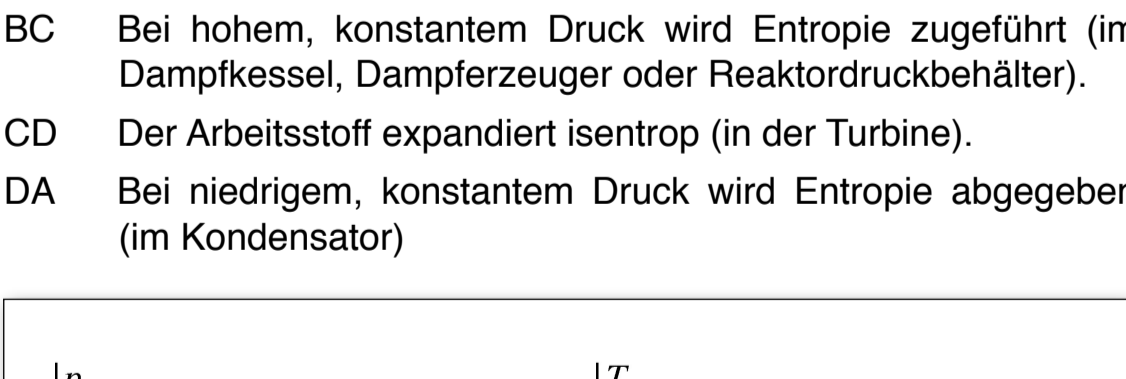 BC Bei hohem, konstantem Druck wird Entropie zugeführt (im
Dampfkessel, Dampferzeuger oder Reaktordruckbehälter).
CD Der Arbeitsstoff expandiert isentrop (in der Turbine).
DA Bei niedrigem, konstantem Druck wird Entropie abgegeben
(im Kondensator)
p T